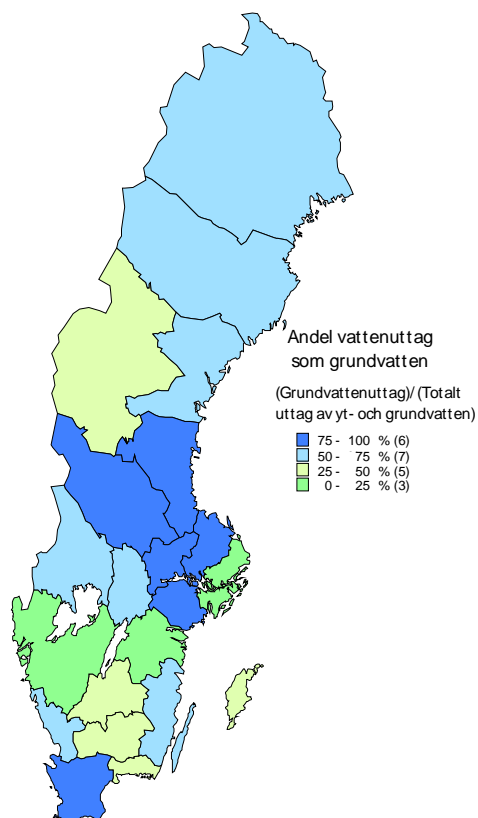 Andel vattenuttag
som grundvatten
(Grundvattenuttag)/(Totalt
uttag av yt- och grundvatten)
75 - 100 % (6)
50 - 75 % (7)
25 - 50 % (5)
0 - 25 % (3)